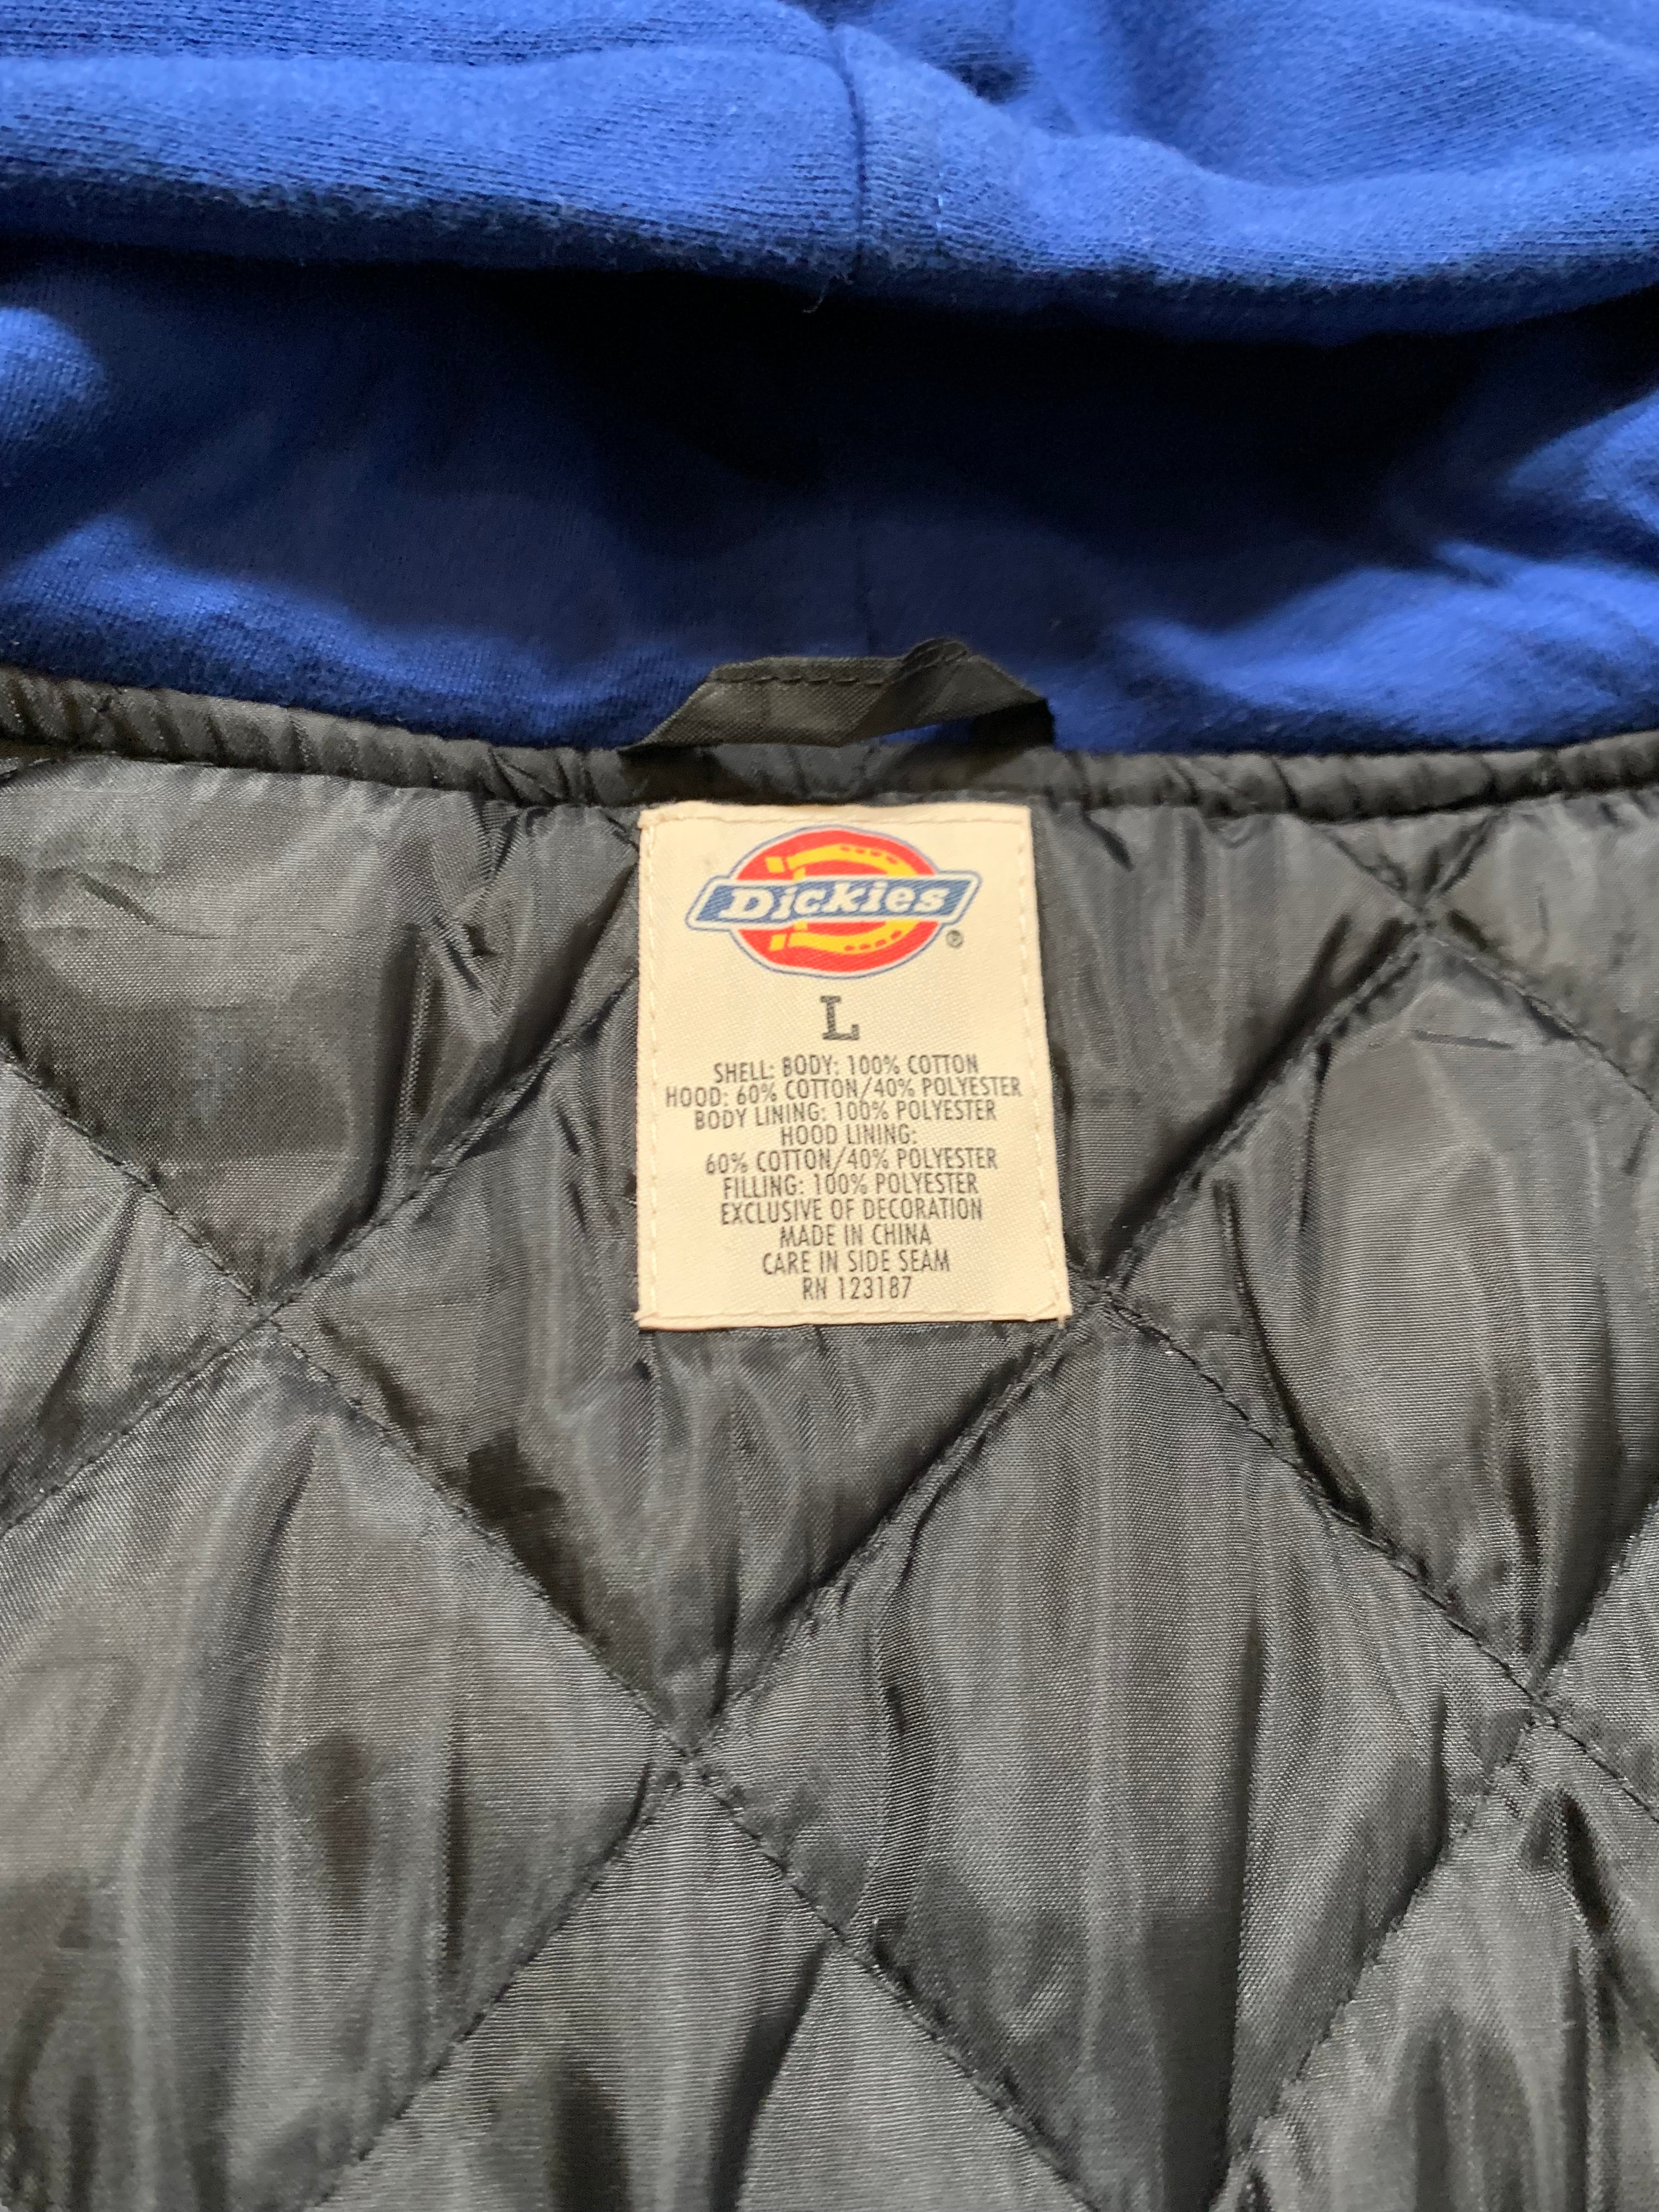 Dickies
®
L
SHELL: BODY: 100% COTTON
HOOD: 60% COTTON/40% POLYESTER
BODY LINING: 100% POLYESTER
HOOD LINING:
60% COTTON/40% POLYESTER
FILLING: 100% POLYESTER
EXCLUSIVE OF DECORATION
MADE IN CHINA
CARE IN SIDE SEAM
RN 123187